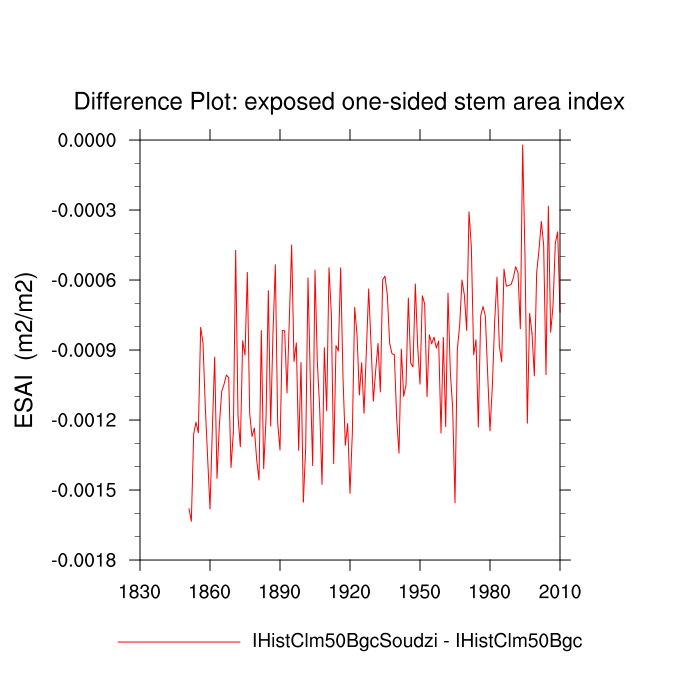 Difference Plot: exposed one-sided stem area index
ESAI (m2/m2)
0.0000
-0.0003
-0.0006
-0.0009
-0.0012
-0.0015
-0.0018
1830 1860 1890 1920 1950 1980 2010
IHistClm50BgcSoudzi - IHistClm50Bgc